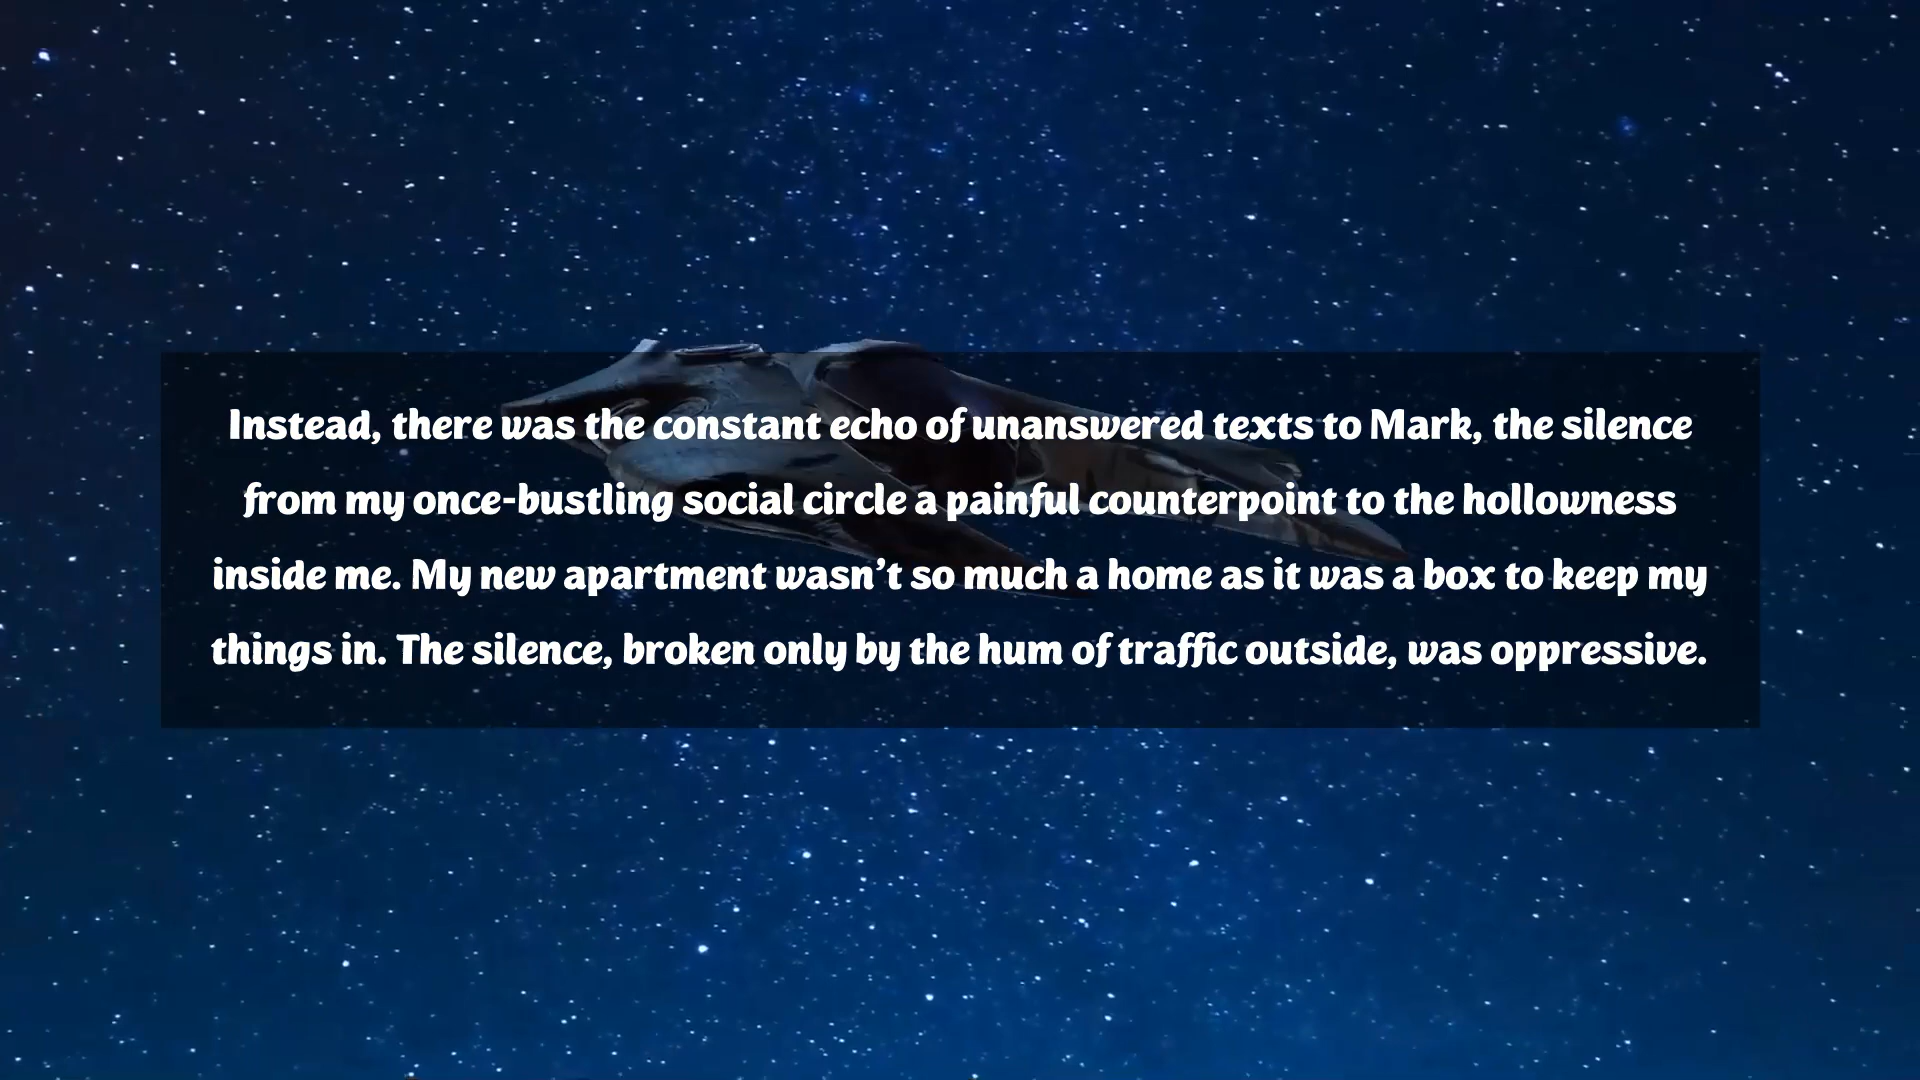 Instead, there was the constant echo of unanswered texts to Mark, the silence
from my once-bustling social circle a painful counterpoint to the hollowness
inside me. My new apartment wasn’t so much a home as it was a box to keep my
things in. The silence, broken only by the hum of traffic outside, was oppressive.